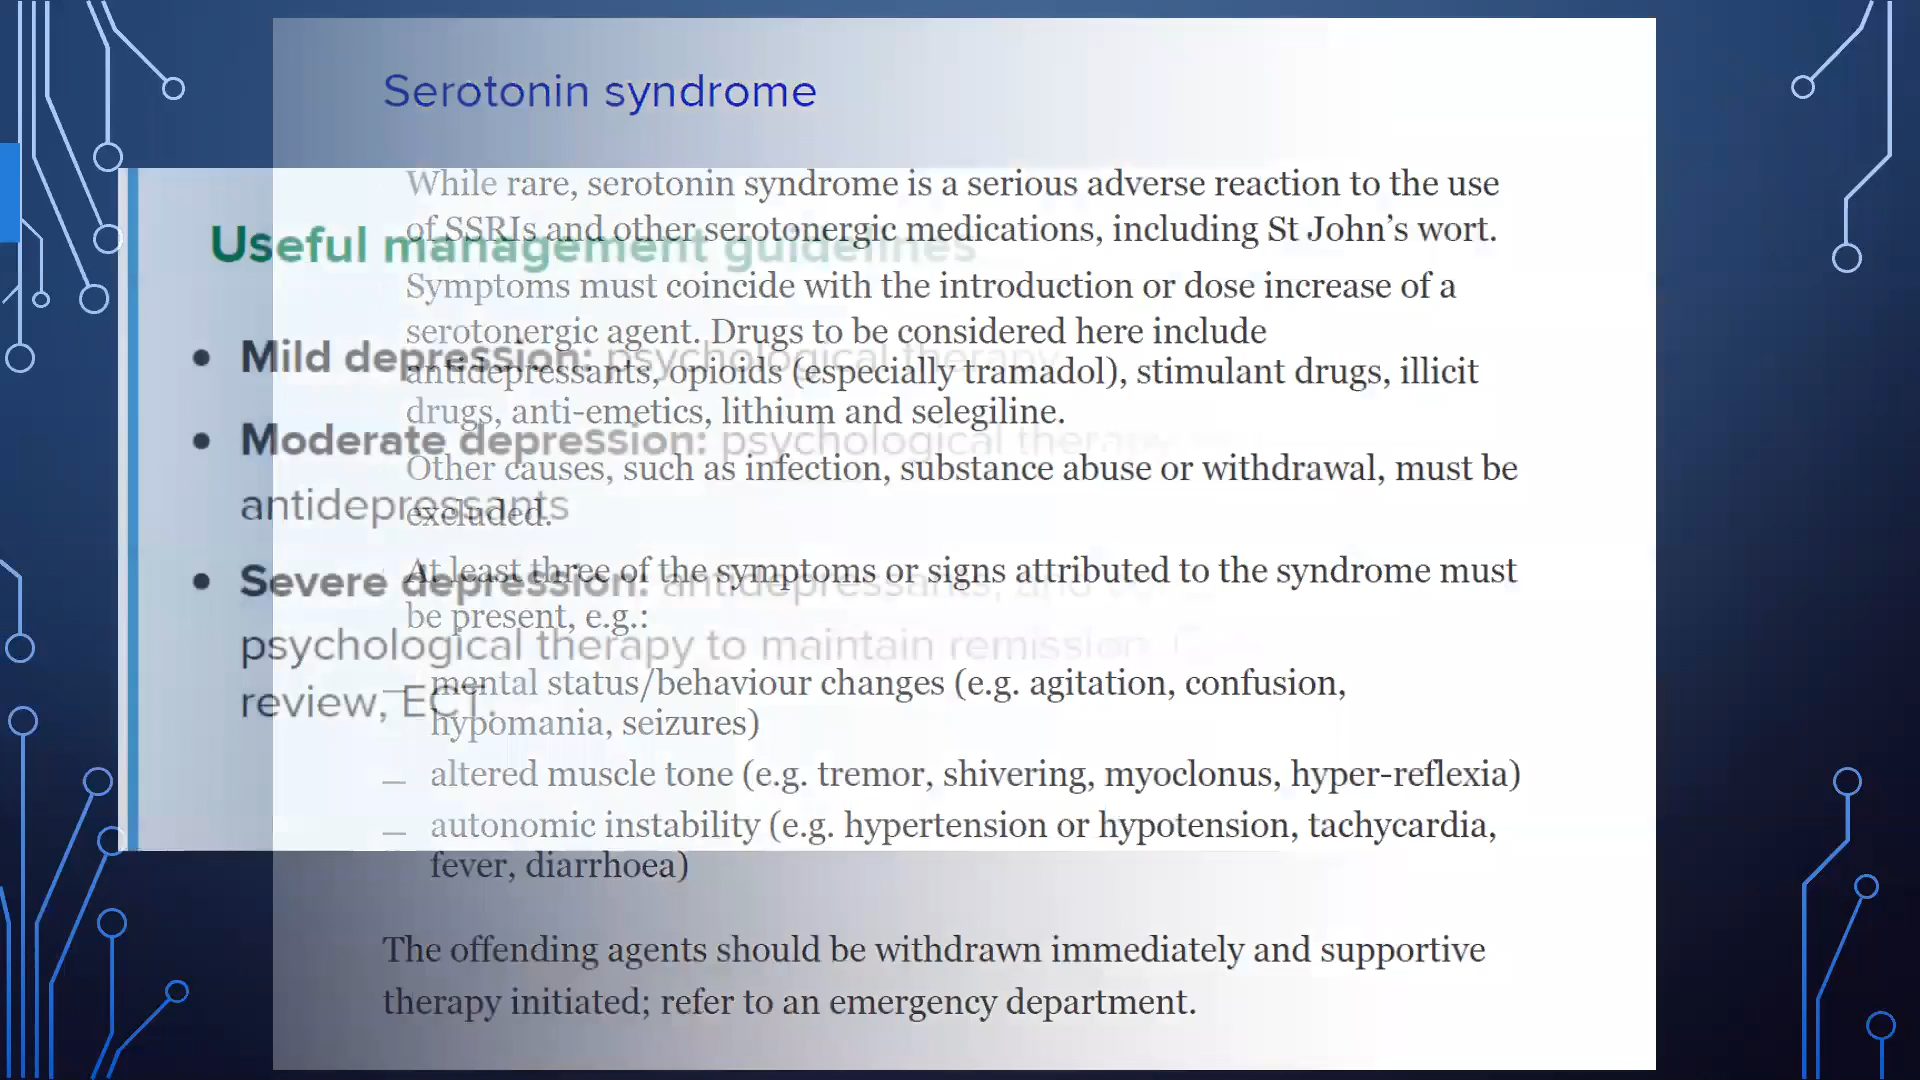 Serotonin syndrome
While rare, serotonin syndrome is a serious adverse reaction to the use
of SSRIs and other serotonergic medications, including St John's wort.
Symptoms must coincide with the introduction or dose increase of a
serotonergic agent. Drugs to be considered here include
antidepressants, opioids (especially tramadol), stimulant drugs, illicit
drugs, anti-emetics, lithium and selegiline.
Other causes, such as infection, substance abuse or withdrawal, must be
excluded.
At least three of the symptoms or signs attributed to the syndrome must
be present, e.g.:
— mental status/behaviour changes (e.g. agitation, confusion,
hypomania, seizures)
— altered muscle tone (e.g. tremor, shivering, myoclonus, hyper-reflexia)
— autonomic instability (e.g. hypertension or hypotension, tachycardia,
fever, diarrhoea)
The offending agents should be withdrawn immediately and supportive
therapy initiated; refer to an emergency department.
Useful management guidelines
• Mild depression: psychological therapy
• Moderate depression: psychological therapy
antidepressants
• Severe depression: antidepressants, and
psychological therapy to maintain remission.
review, ECT.